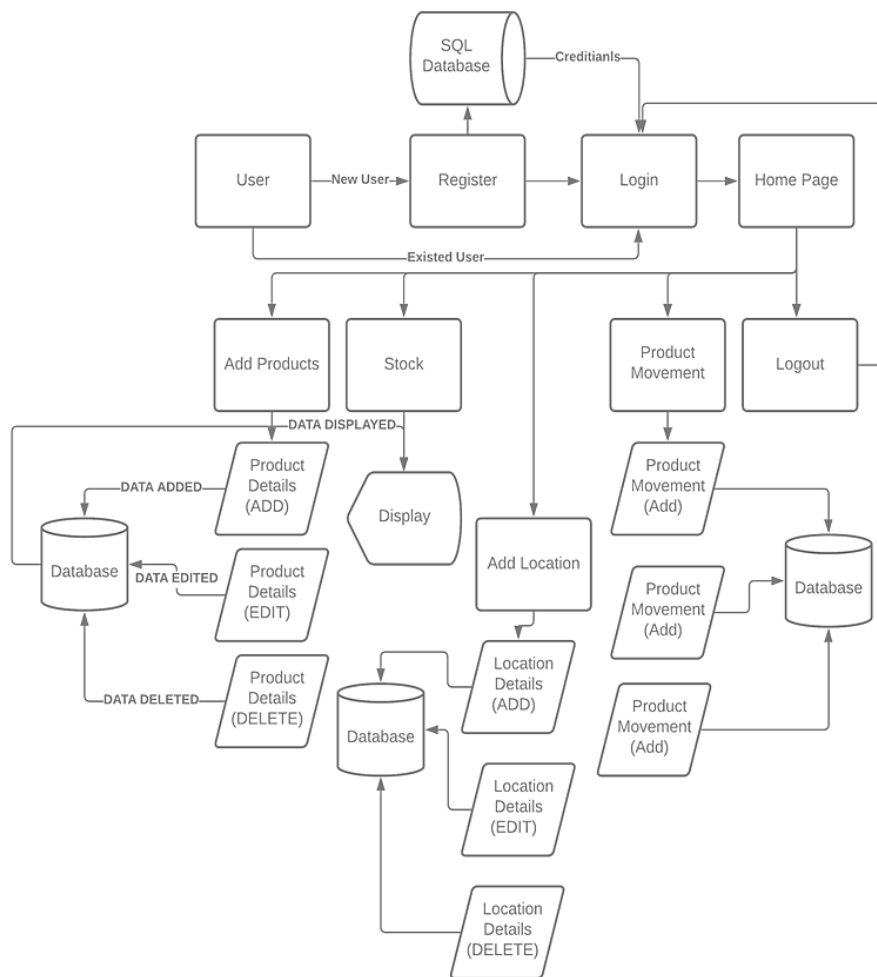 SQL
Database
Creditianls
User
New User
Register
Login
Home Page
Existed User
Add Products
Stock
Product
Movement
Logout
DATA DISPLAYED
Product
Details
(ADD)
DATA ADDED
Display
Product
Movement
(Add)
Database
DATA EDITED
Product
Details
(EDIT)
Add Location
Product
Movement
(Add)
Database
DATA DELETED
Product
Details
(DELETE)
Location
Details
(ADD)
Product
Movement
(Add)
Database
Location
Details
(EDIT)
Location
Details
(DELETE)